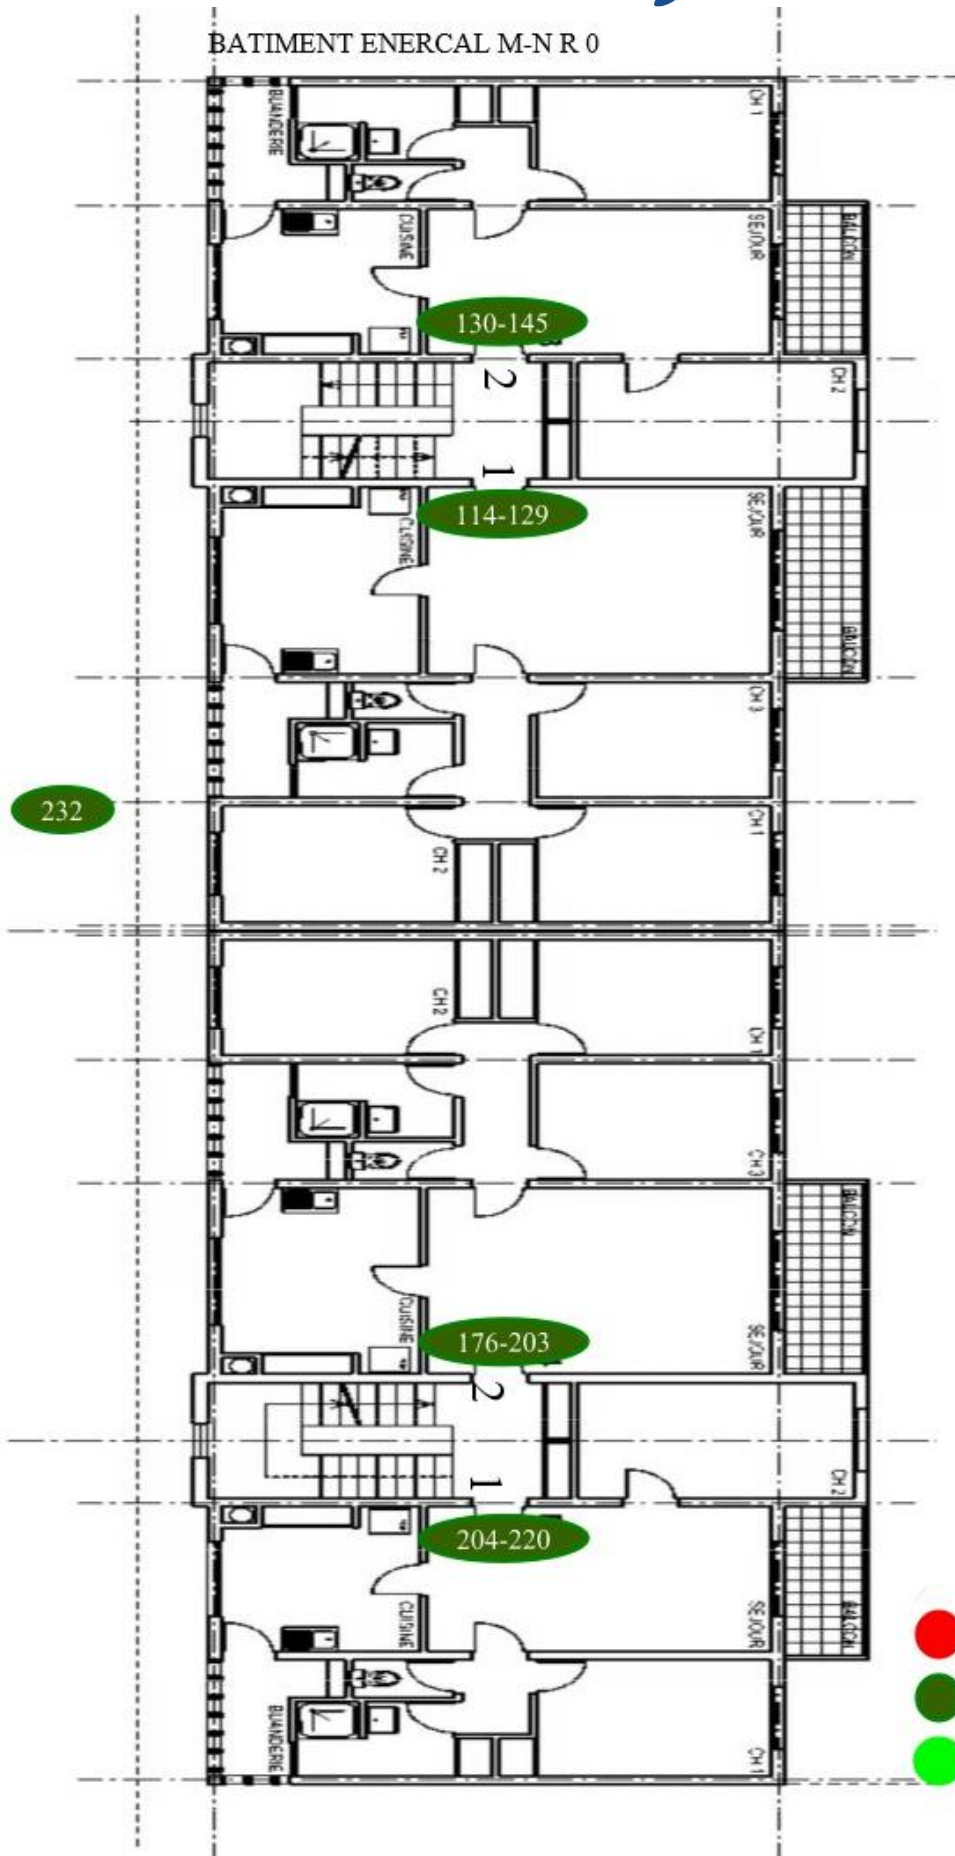 BATIMENT ENERCAL M-N R 0
BUANDERIE
CH 1
CUISINE
SEJOUR
BALCON
130-145
2
CH 2
1
114-129
CUISINE
SEJOUR
BALCON
CH 3
232
CH 2
CH 1
CH 2
CH 1
CH 3
BALCON
CUISINE
SEJOUR
176-203
2
CH 2
1
204-220
CUISINE
SEJOUR
BALCON
BUANDERIE
CH 1